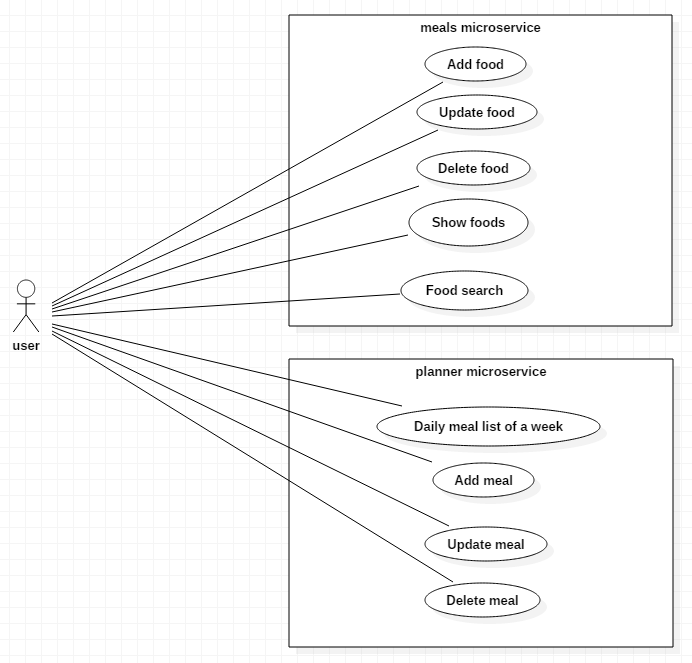 meals microservice
Add food
Update food
Delete food
Show foods
Food search
user
planner microservice
Daily meal list of a week
Add meal
Update meal
Delete meal